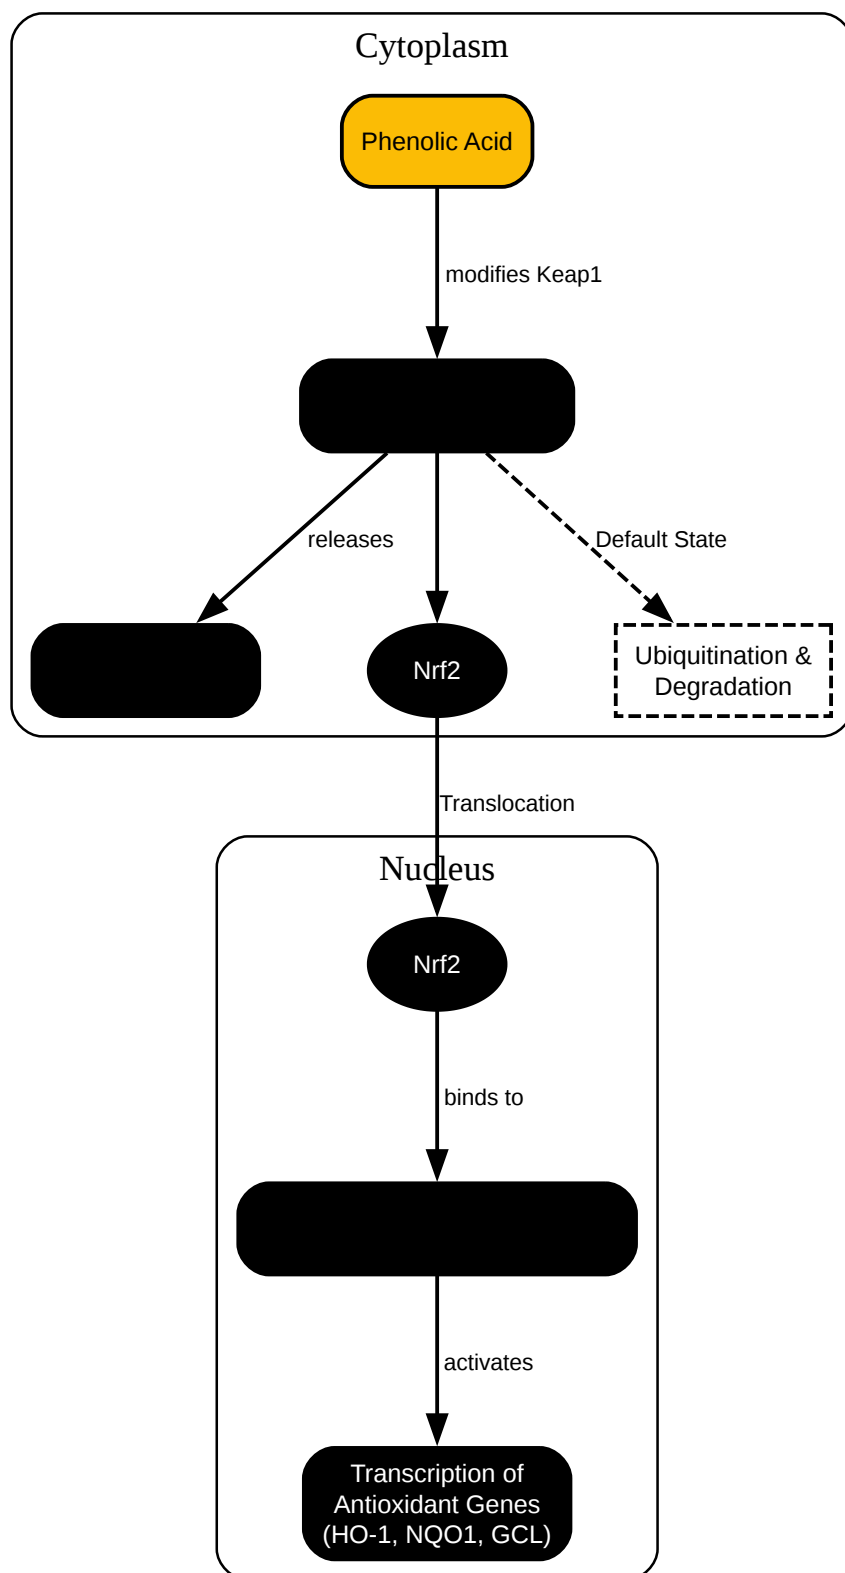 Cytoplasm
Phenolic Acid
modifies Keap1
releases
Default State
Nrf2
Ubiquitination &
Degradation
Translocation
Nucleus
Nrf2
binds to
activates
Transcription of
Antioxidant Genes
(HO-1, NQO1, GCL)